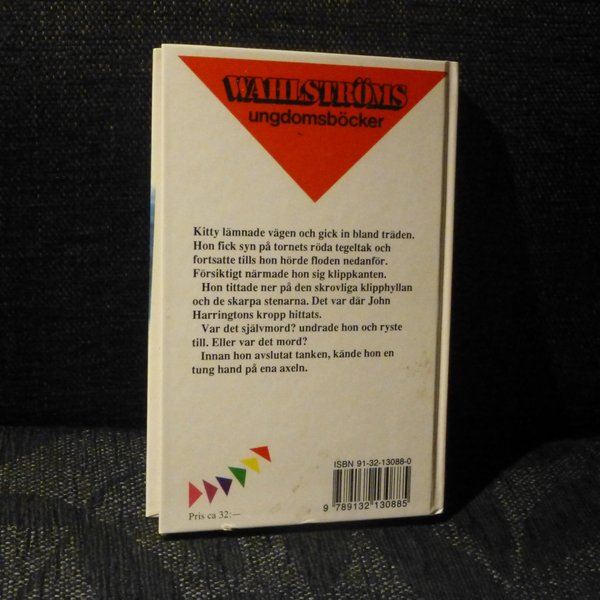 WAHLSTRÖMS
ungdomsböcker
Kitty lämnade vägen och gick in bland träden.
Hon fick syn på tornets röda tegeltak och
fortsatte tills hon hörde floden nedanför.
Försiktigt närmade hon sig klippkanten.
Hon tittade ner på den skrovliga klipphyllan
och de skarpa stenarna. Det var där John
Harringtons kropp hittats.
Var det självmord? undrade hon och ryste
till. Eller var det mord?
Innan hon avslutat tanken, kände hon en
tung hand på ena axeln.
ISBN 91-32-13088-0
9 789132 130885
Pris ca 32:—